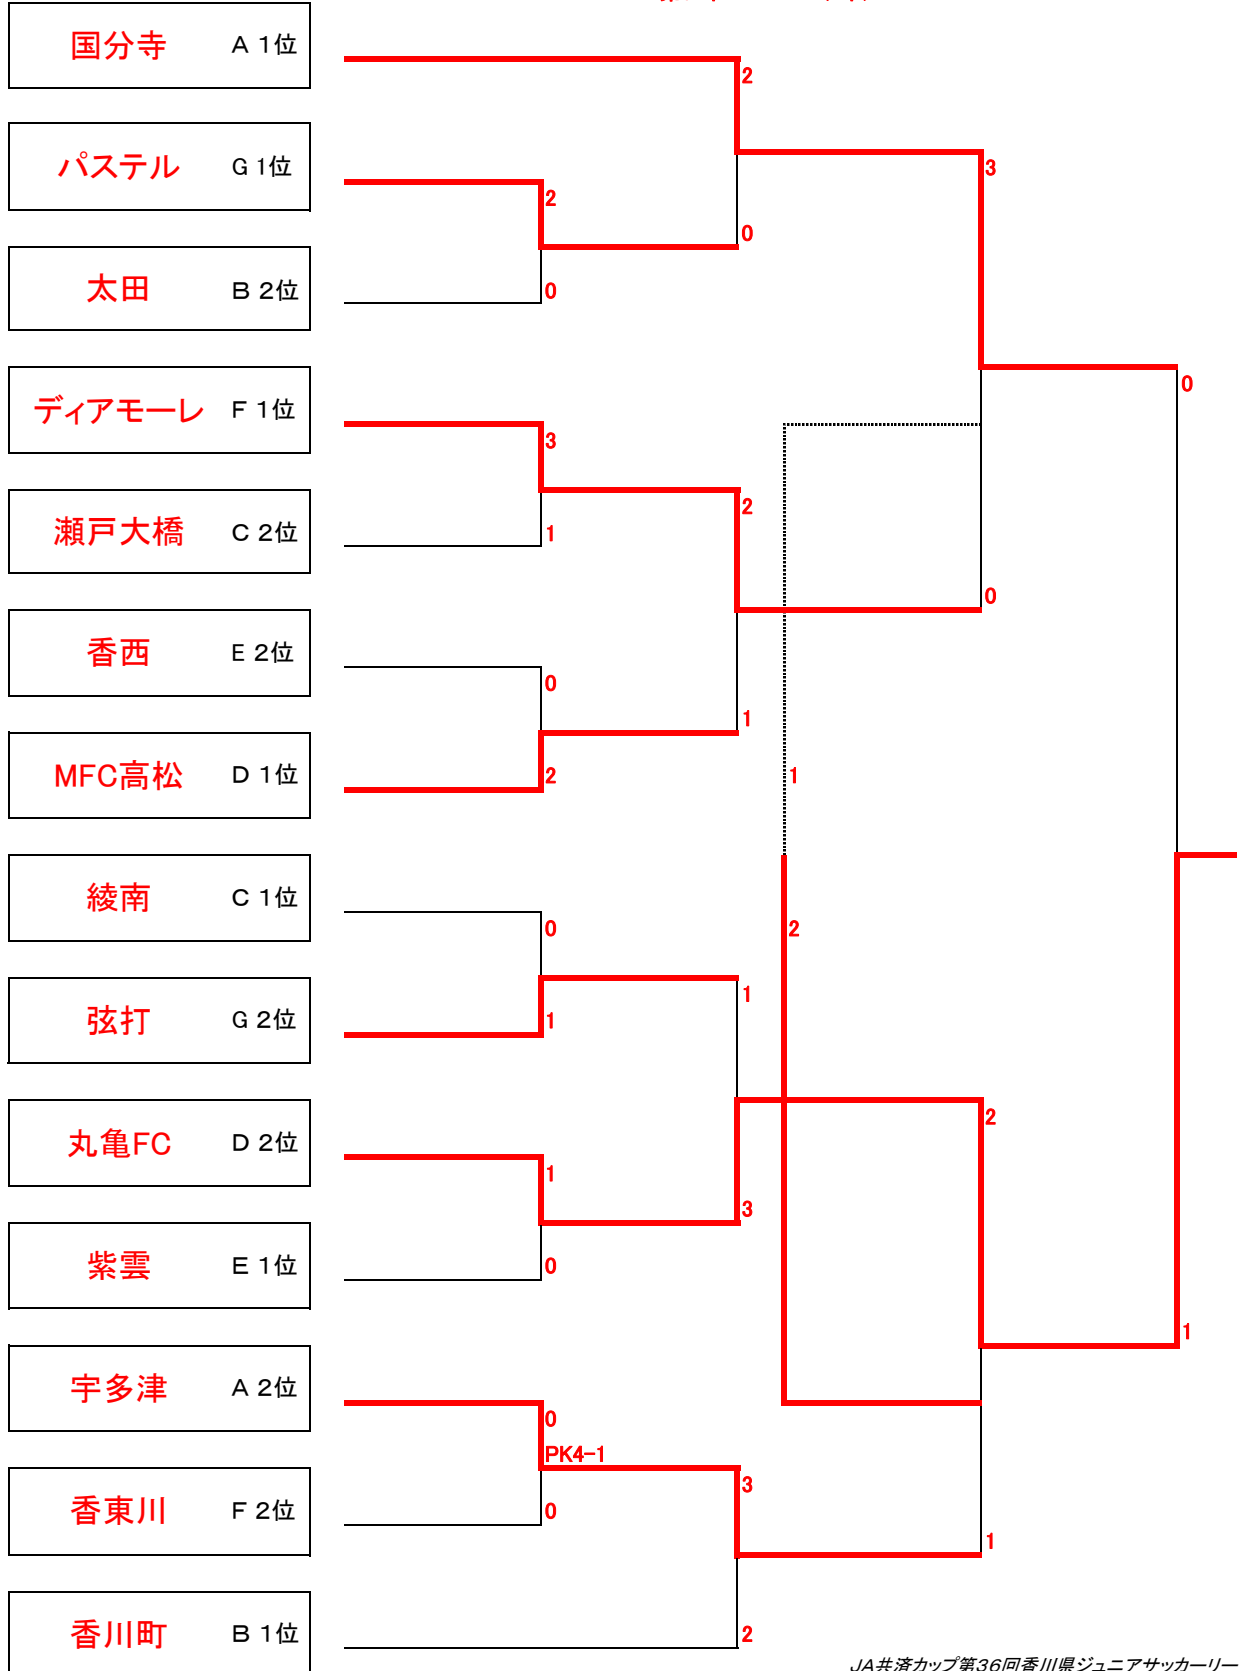 国分寺 A 1位
2
3
パステル G 1位
2
0
太田 B 2位
0
ディアモーレ F 1位
0
3
瀬戸大橋 C 2位
2
1
香西 E 2位
0
0
1
MFC高松 D 1位
2
1
綾南 C 1位
0
2
弦打 G 2位
1
1
丸亀FC D 2位
2
1
3
紫雲 E 1位
0
1
宇多津 A 2位
0
PK4-1
3
香東川 F 2位
0
1
香川町 B 1位
2
JA共済カップ第36回香川県ジュニアサッカーリー